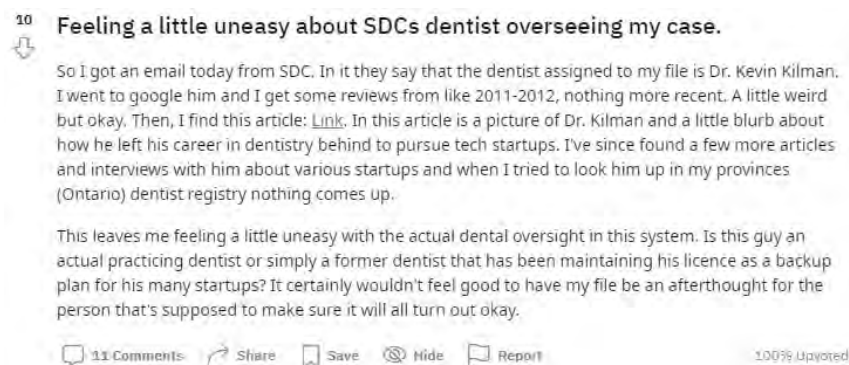 10
Feeling a little uneasy about SDCs dentist overseeing my case.
So I got an email today from SDC. In it they say that the dentist assigned to my file is Dr. Kevin Kilman.
I went to google him and I get some reviews from like 2011-2012, nothing more recent. A little weird
but okay. Then, I find this article: Link. In this article is a picture of Dr. Kilman and a little blurb about
how he left his career in dentistry behind to pursue tech startups. I've since found a few more articles
and interviews with him about various startups and when I tried to look him up in my provinces
(Ontario) dentist registry nothing comes up.
This leaves me feeling a little uneasy with the actual dental oversight in this system. Is this guy an
actual practicing dentist or simply a former dentist that has been maintaining his licence as a backup
plan for his many startups? It certainly wouldn't feel good to have my file be an afterthought for the
person that's supposed to make sure it will all turn out okay.
11 Comments Share Save Hide Report 100% Upvoted